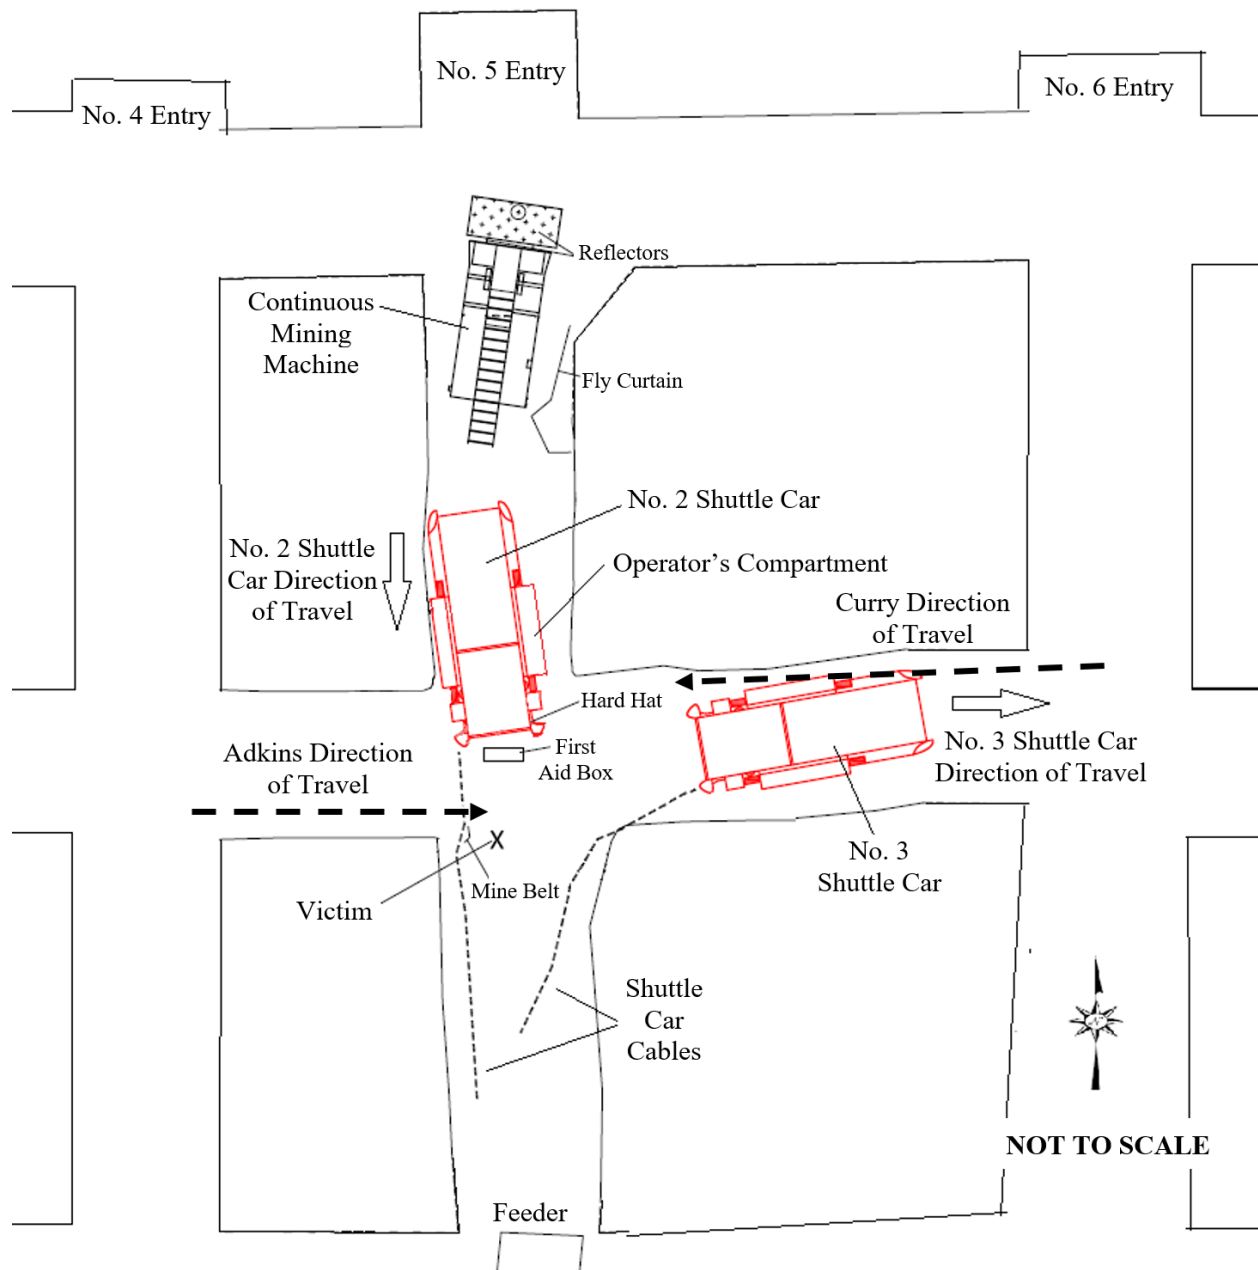 No. 5 Entry
No. 6 Entry
No. 4 Entry
Reflectors
Continuous
Mining
Machine
Fly Curtain
No. 2 Shuttle Car
No. 2 Shuttle
Car Direction
of Travel
Operator’s Compartment
Curry Direction
of Travel
Hard Hat
First
Aid Box
Adkins Direction
of Travel
No. 3 Shuttle Car
Direction of Travel
No. 3
Shuttle Car
X
Mine Belt
Victim
Shuttle
Car
Cables
NOT TO SCALE
Feeder